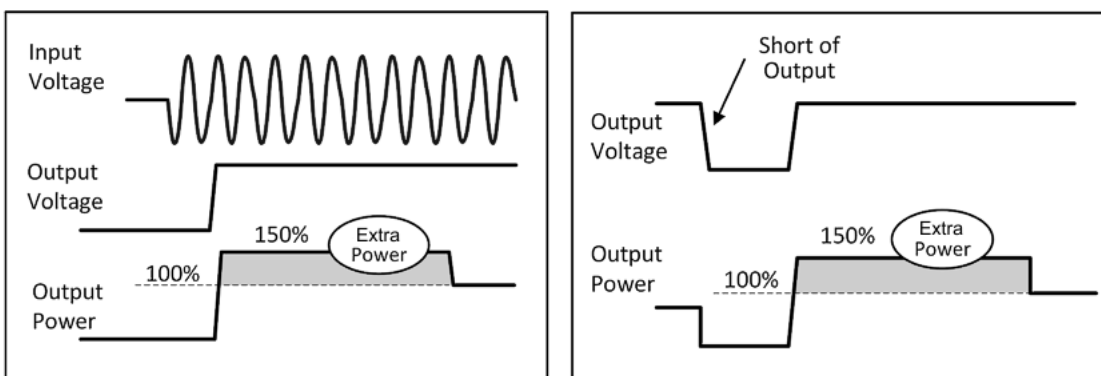 Input
Voltage
Output
Voltage
150%
Extra
Power
100%
Output
Power
Short of
Output
Output
Voltage
150%
Extra
Power
100%
Output
Power